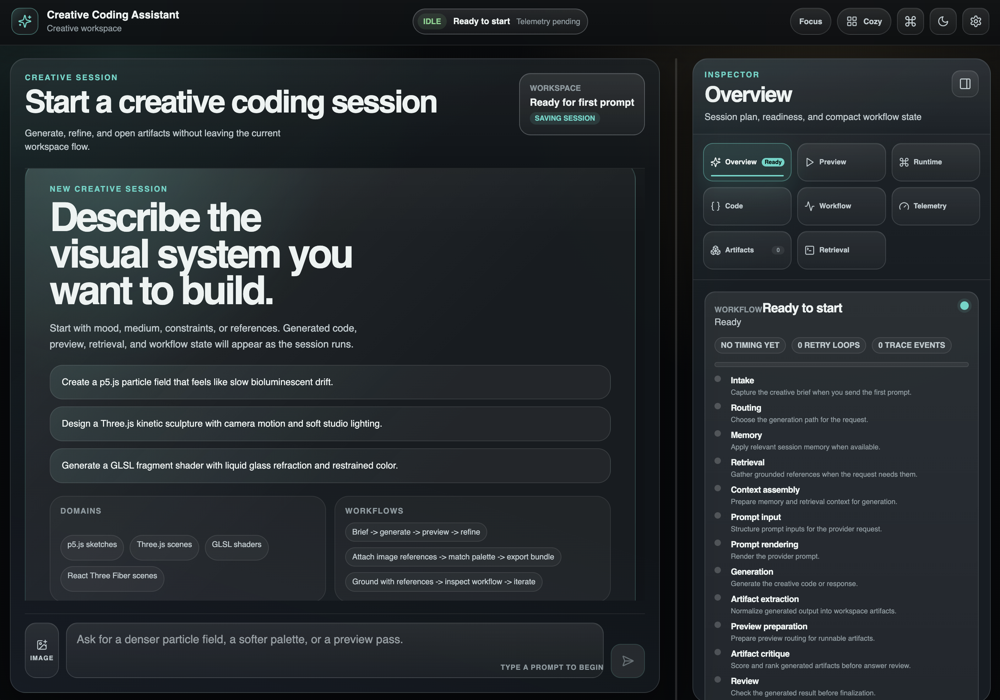 Creative Coding Assistant
Creative workspace
IDLE Ready to start Telemetry pending
Focus
Cozy
CREATIVE SESSION
Start a creative coding session
Generate, refine, and open artifacts without leaving the current
workspace flow.
WORKSPACE
Ready for first prompt
SAVING SESSION
NEW CREATIVE SESSION
Describe the
visual system you
want to build.
Start with mood, medium, constraints, or references. Generated code,
preview, retrieval, and workflow state will appear as the session runs.
Create a p5.js particle field that feels like slow bioluminescent drift.
Design a Three.js kinetic sculpture with camera motion and soft studio lighting.
Generate a GLSL fragment shader with liquid glass refraction and restrained color.
DOMAINS
p5.js sketches
Three.js scenes
GLSL shaders
React Three Fiber scenes
WORKFLOWS
Brief -> generate -> preview -> refine
Attach image references -> match palette -> export bundle
Ground with references -> inspect workflow -> iterate
IMAGE
Ask for a denser particle field, a softer palette, or a preview pass.
TYPE A PROMPT TO BEGIN
INSPECTOR
Overview
Session plan, readiness, and compact workflow state
Overview Ready
Preview
Runtime
Code
Workflow
Telemetry
Artifacts 0
Retrieval
WORKFLOW Ready to start
Ready
NO TIMING YET
0 RETRY LOOPS
0 TRACE EVENTS
Intake
Capture the creative brief when you send the first prompt.
Routing
Choose the generation path for the request.
Memory
Apply relevant session memory when available.
Retrieval
Gather grounded references when the request needs them.
Context assembly
Prepare memory and retrieval context for generation.
Prompt input
Structure prompt inputs for the provider request.
Prompt rendering
Render the provider prompt.
Generation
Generate the creative code or response.
Artifact extraction
Normalize generated output into workspace artifacts.
Preview preparation
Prepare preview routing for runnable artifacts.
Artifact critique
Score and rank generated artifacts before answer review.
Review
Check the generated result before finalization.